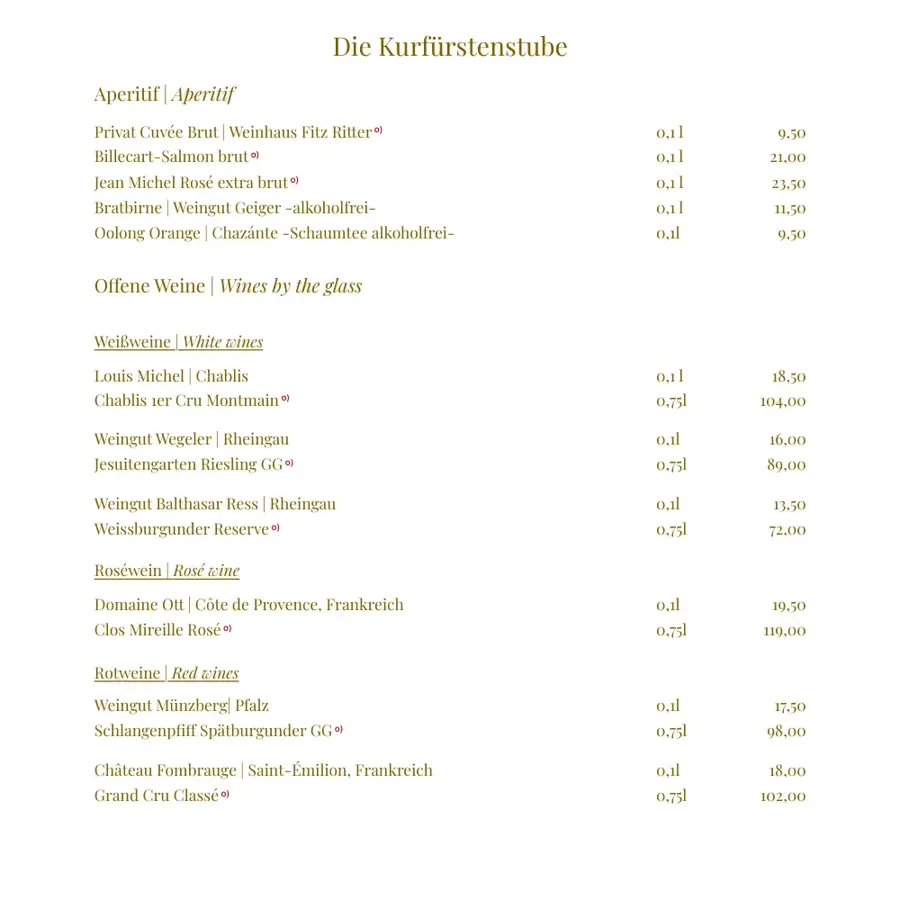 Die Kurfürstenstube
Aperitif | Aperitif
Privat Cuvée Brut | Weinhaus Fitz Ritter o) 0,1 l 9,50
Billecart-Salmon brut o) 0,1 l 21,00
Jean Michel Rosé extra brut o) 0,1 l 23,50
Bratbirne | Weingut Geiger -alkoholfrei- 0,1 l 11,50
Oolong Orange | Chazánte -Schaumtee alkoholfrei- 0,1l 9,50
Offene Weine | Wines by the glass
Weißweine | White wines
Louis Michel | Chablis 0,1 l 18,50
Chablis 1er Cru Montmain o) 0,75l 104,00
Weingut Wegeler | Rheingau 0,1l 16,00
Jesuitengarten Riesling GG o) 0,75l 89,00
Weingut Balthasar Ress | Rheingau 0,1l 13,50
Weissburgunder Reserve o) 0,75l 72,00
Roséwein | Rosé wine
Domaine Ott | Côte de Provence, Frankreich 0,1l 19,50
Clos Mireille Rosé o) 0,75l 119,00
Rotweine | Red wines
Weingut Münzberg| Pfalz 0,1l 17,50
Schlangenpfiff Spätburgunder GG o) 0,75l 98,00
Château Fombrauge | Saint-Émilion, Frankreich 0,1l 18,00
Grand Cru Classé o) 0,75l 102,00